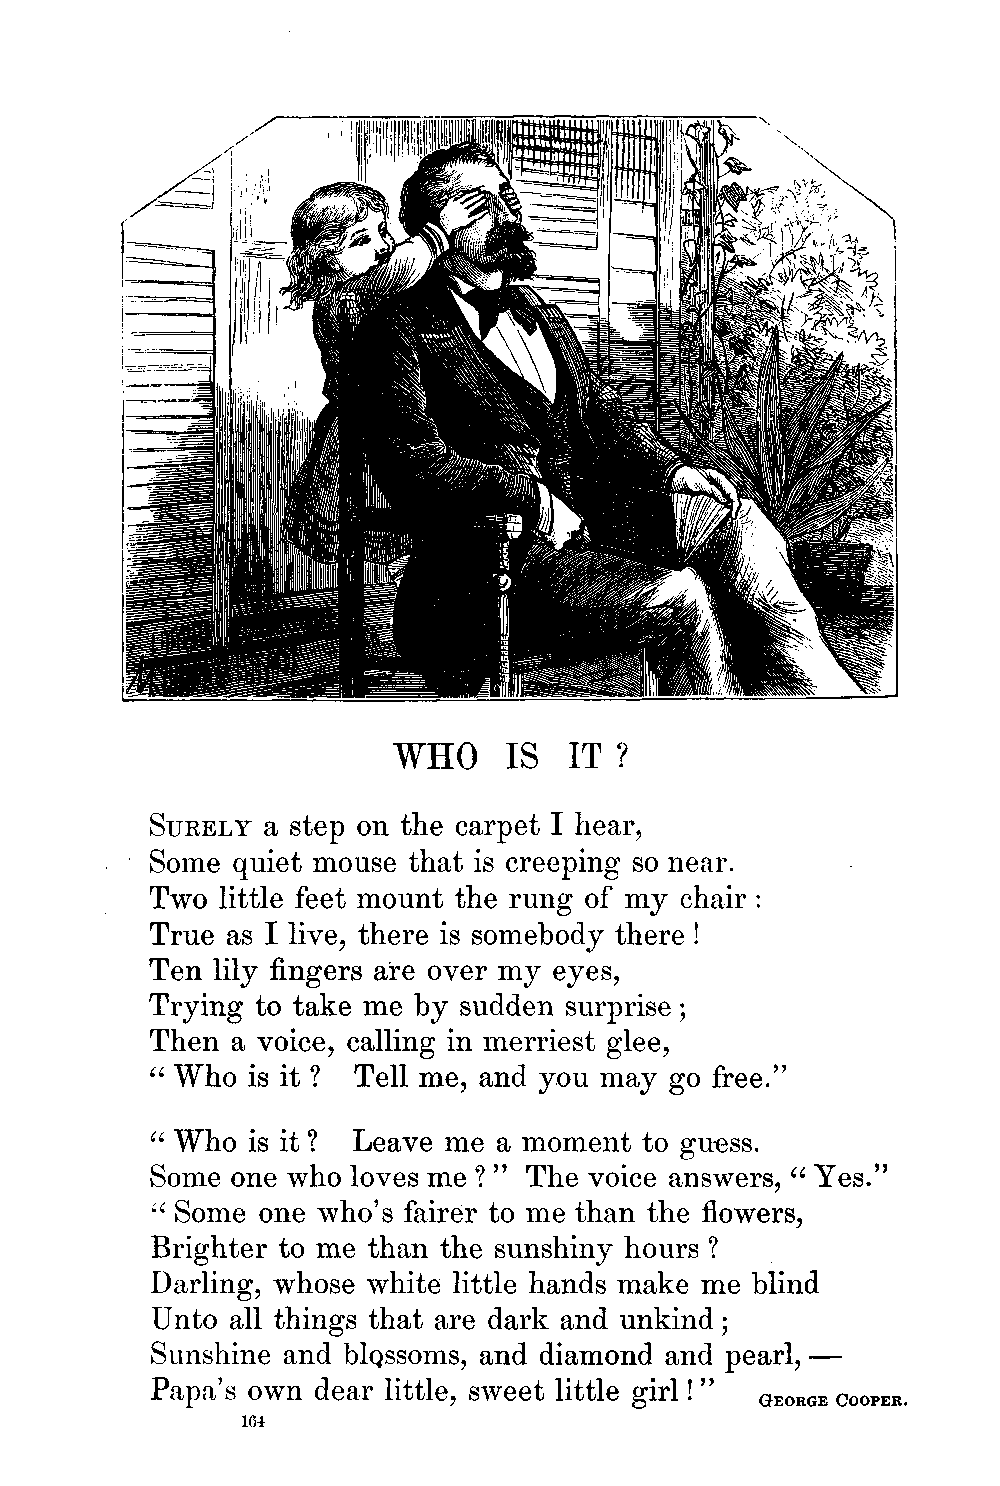 WHO IS IT?
SURELY a step on the carpet I hear,
Some quiet mouse that is creeping so near.
Two little feet mount the rung of my chair:
True as I live, there is somebody there!
Ten lily fingers are over my eyes,
Trying to take me by sudden surprise;
Then a voice, calling in merriest glee,
"Who is it? Tell me, and you may go free."
"Who is it? Leave me a moment to guess.
Some one who loves me?" The voice answers, "Yes."
"Some one who's fairer to me than the flowers,
Brighter to me than the sunshiny hours?
Darling, whose white little hands make me blind
Unto all things that are dark and unkind;
Sunshine and blossoms, and diamond and pearl,—
Papa's own dear little, sweet little girl!" GEORGE COOPER.
164